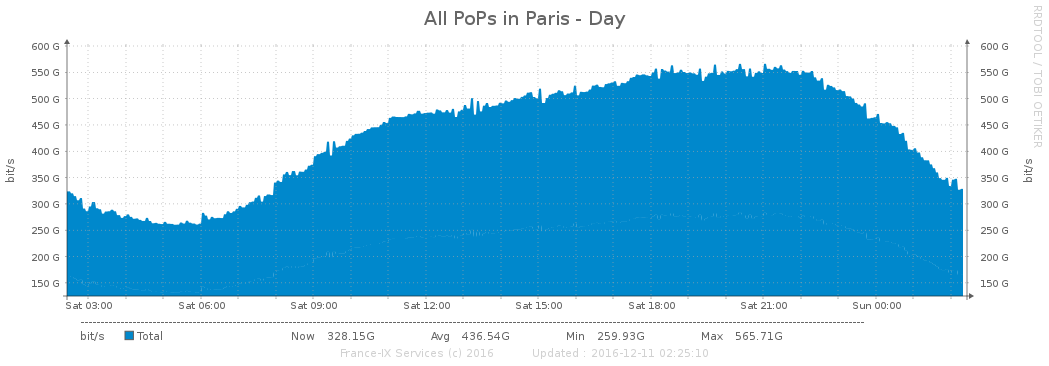 All PoPs in Paris - Day
RRDTOOL / TOBI OETIKER
600 G 600 G
550 G 550 G
500 G 500 G
450 G 450 G
400 G 400 G
350 G 350 G
300 G 300 G
250 G 250 G
200 G 200 G
150 G 150 G
bit/s
bit/s
Sat 03:00 Sat 06:00 Sat 09:00 Sat 12:00 Sat 15:00 Sat 18:00 Sat 21:00 Sun 00:00
bit/s Total Now 328.15G Avg 436.54G Min 259.93G Max 565.71G
France-IX Services (c) 2016 Updated : 2016-12-11 02:25:10